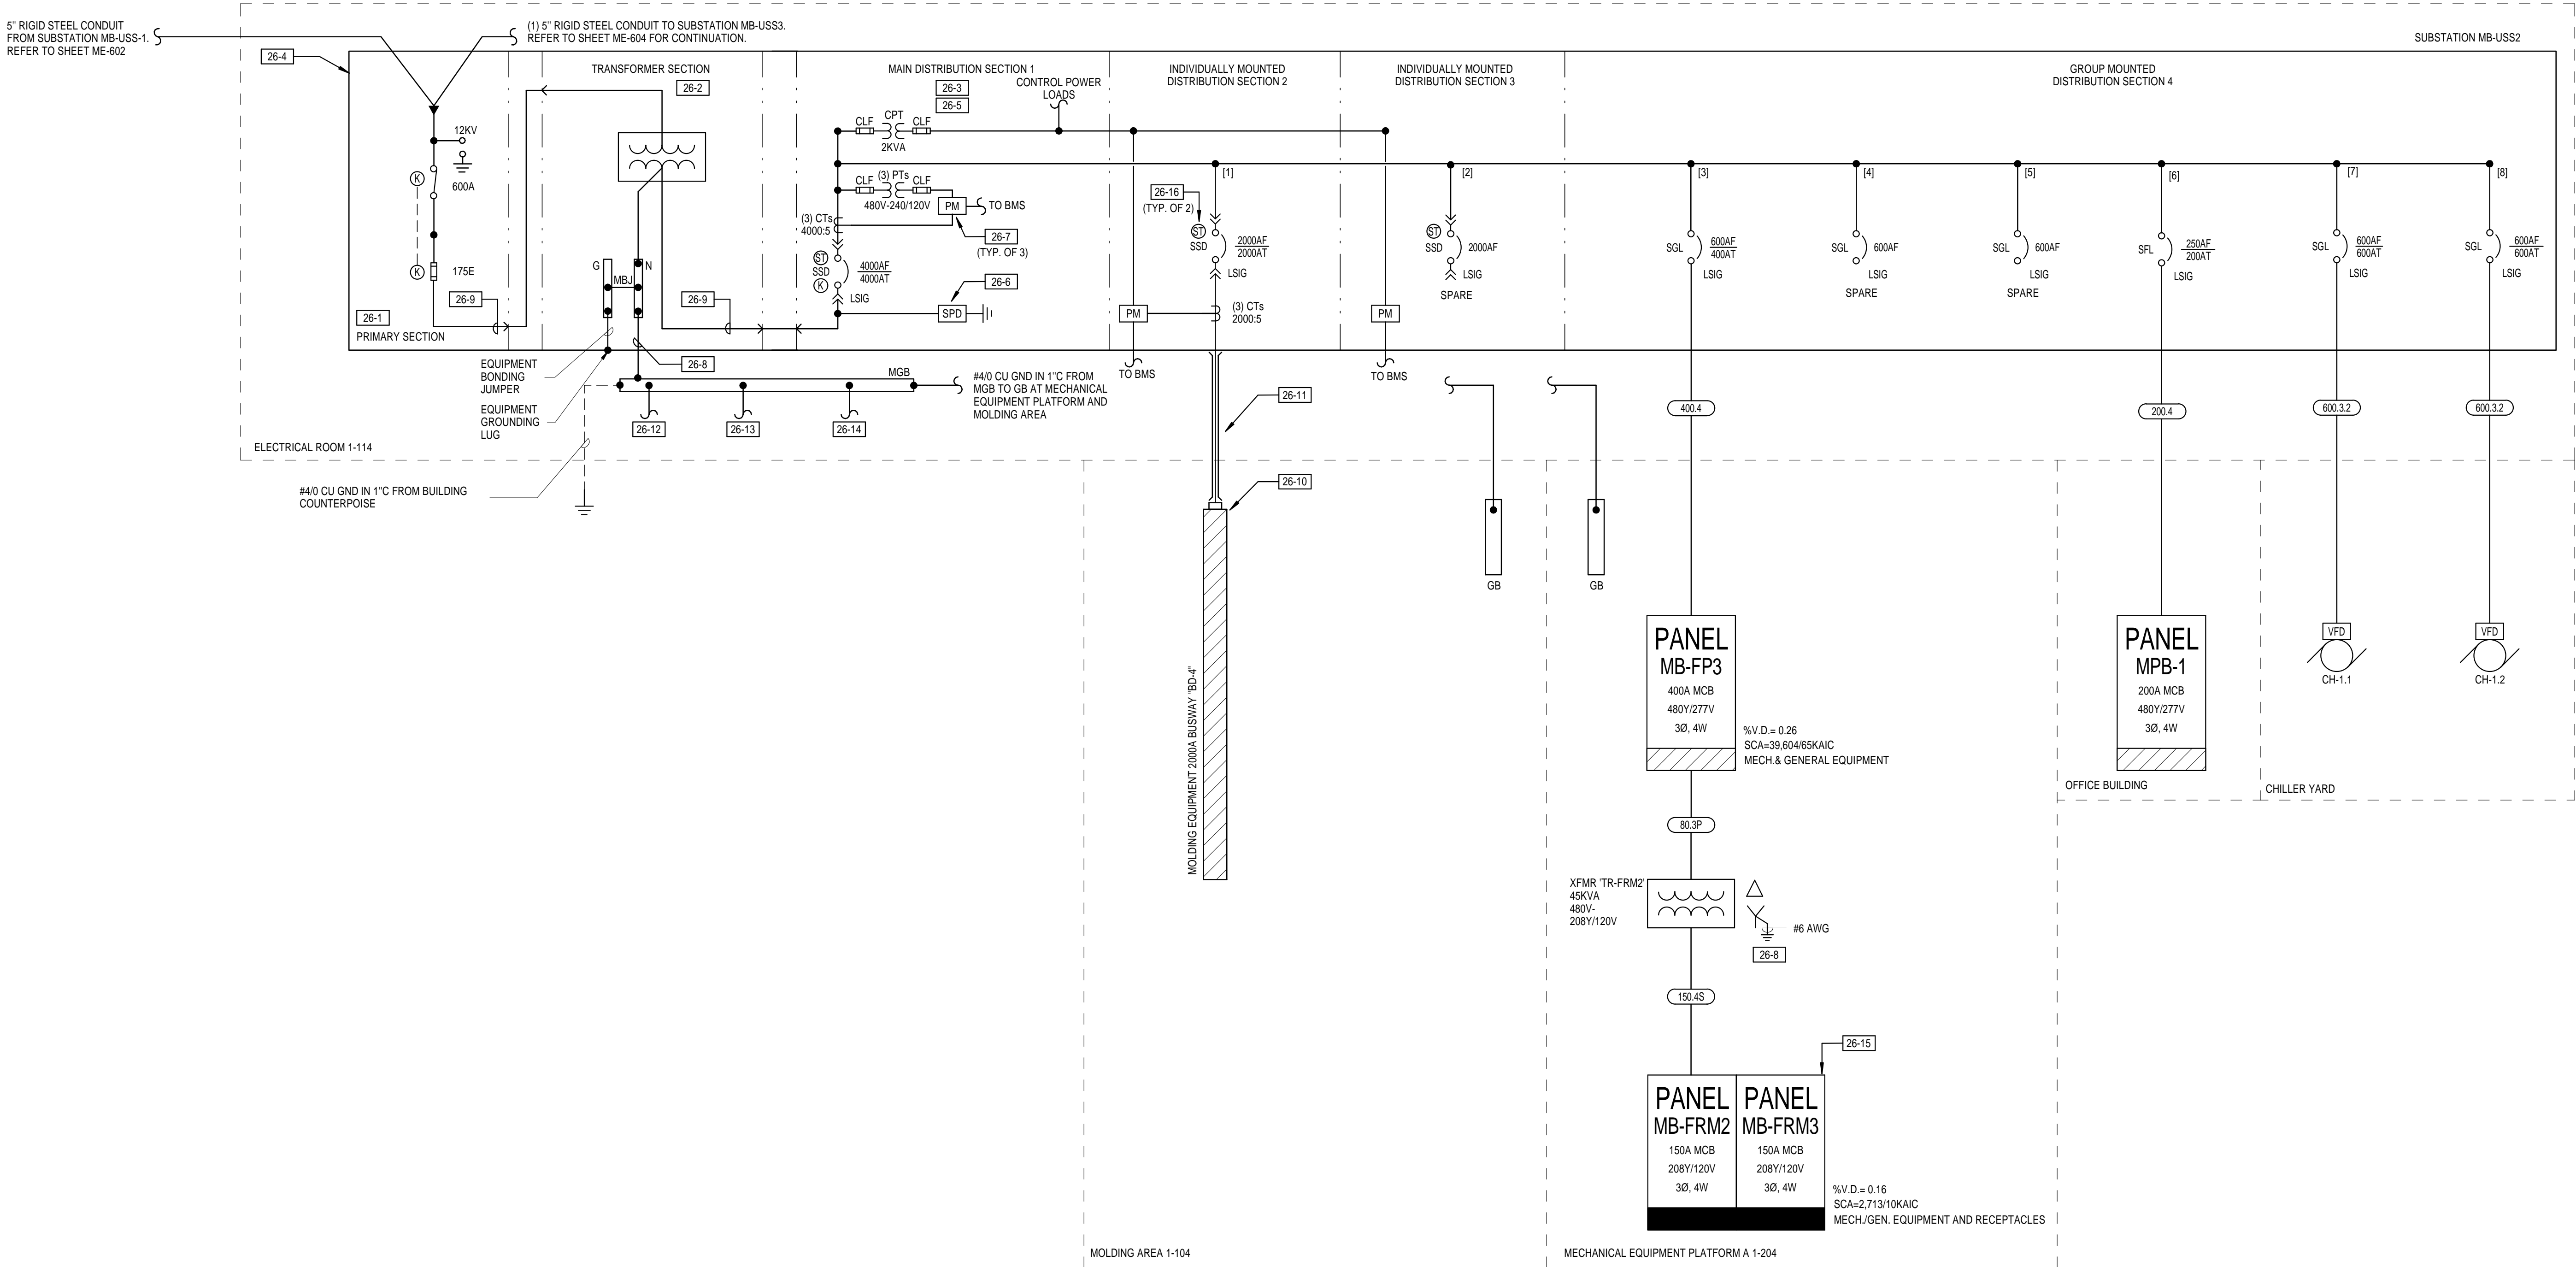 5" RIGID STEEL CONDUIT
FROM SUBSTATION MB-USS-1.
REFER TO SHEET ME-602
(1) 5" RIGID STEEL CONDUIT TO SUBSTATION MB-USS3.
REFER TO SHEET ME-604 FOR CONTINUATION.
SUBSTATION MB-USS2
26-4
TRANSFORMER SECTION
26-2
MAIN DISTRIBUTION SECTION 1
26-3
26-5
CONTROL POWER
LOADS
INDIVIDUALLY MOUNTED
DISTRIBUTION SECTION 2
INDIVIDUALLY MOUNTED
DISTRIBUTION SECTION 3
GROUP MOUNTED
DISTRIBUTION SECTION 4
12KV
600A
K
K
175E
26-9
26-1
PRIMARY SECTION
G
MBJ
N
26-9
CLF
CPT
CLF
2KVA
CLF
(3) PTs
CLF
480V-240/120V
PM
TO BMS
(3) CTs
4000:5
26-7
(TYP. OF 3)
ST
SSD
K
4000AF
4000AT
LSIG
26-6
SPD
[1]
26-16
(TYP. OF 2)
ST
SSD
2000AF
2000AT
LSIG
PM
(3) CTs
2000:5
TO BMS
[2]
ST
SSD
2000AF
LSIG
SPARE
PM
TO BMS
[3]
SGL
600AF
400AT
LSIG
[4]
SGL
600AF
LSIG
SPARE
[5]
SGL
600AF
LSIG
SPARE
[6]
SFL
250AF
200AT
LSIG
[7]
SGL
600AF
600AT
LSIG
[8]
SGL
600AF
600AT
LSIG
EQUIPMENT
BONDING
JUMPER
EQUIPMENT
GROUNDING
LUG
26-8
MGB
#4/0 CU GND IN 1"C FROM
MGB TO GB AT MECHANICAL
EQUIPMENT PLATFORM AND
MOLDING AREA
26-12
26-13
26-14
26-11
400.4
200.4
600.3.2
600.3.2
ELECTRICAL ROOM 1-114
#4/0 CU GND IN 1"C FROM BUILDING
COUNTERPOISE
26-10
MOLDING EQUIPMENT 2000A BUSWAY "BD-4"
GB
GB
PANEL
MB-FP3
400A MCB
480Y/277V
3Ø, 4W
%V.D.= 0.26
SCA=39,604/65KAIC
MECH.& GENERAL EQUIPMENT
PANEL
MPB-1
200A MCB
480Y/277V
3Ø, 4W
OFFICE BUILDING
VFD
CH-1.1
VFD
CH-1.2
CHILLER YARD
80.3P
XFMR 'TR-FRM2'
45KVA
480V-
208Y/120V
#6 AWG
26-8
150.4S
26-15
PANEL
MB-FRM2
150A MCB
208Y/120V
3Ø, 4W
PANEL
MB-FRM3
150A MCB
208Y/120V
3Ø, 4W
%V.D.= 0.16
SCA=2,713/10KAIC
MECH./GEN. EQUIPMENT AND RECEPTACLES
MOLDING AREA 1-104
MECHANICAL EQUIPMENT PLATFORM A 1-204